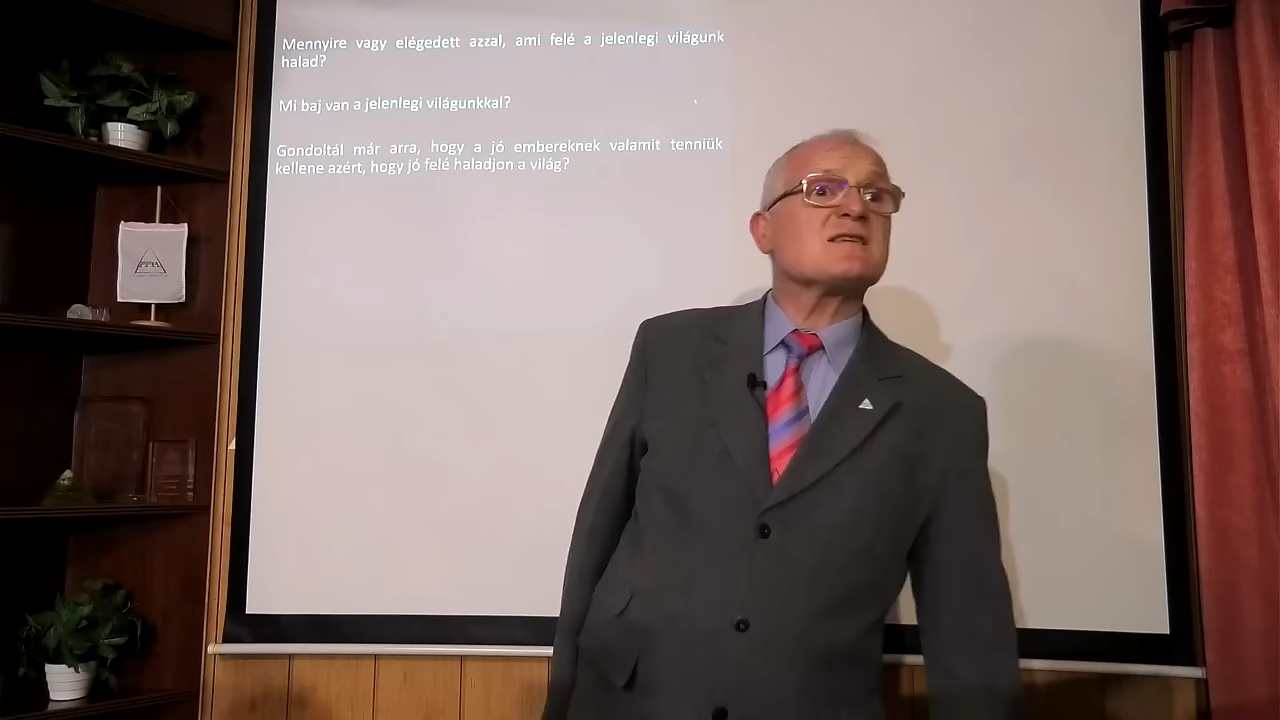 Mennyire vagy elégedett azzal, ami felé a jelenlegi világunk
halad?
Mi baj van a jelenlegi világunkkal?
Gondoltál már arra, hogy a jó embereknek valamit tenniük
kellene azért, hogy jó felé haladjon a világ?